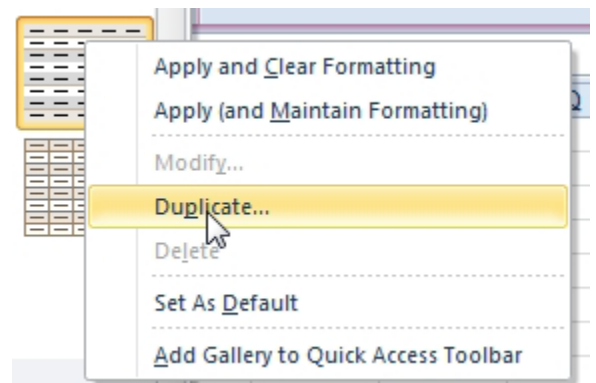 Apply and Clear Formatting
Q
Apply (and Maintain Formatting)
Modify...
Duplicate...
Delete
Set As Default
Add Gallery to Quick Access Toolbar